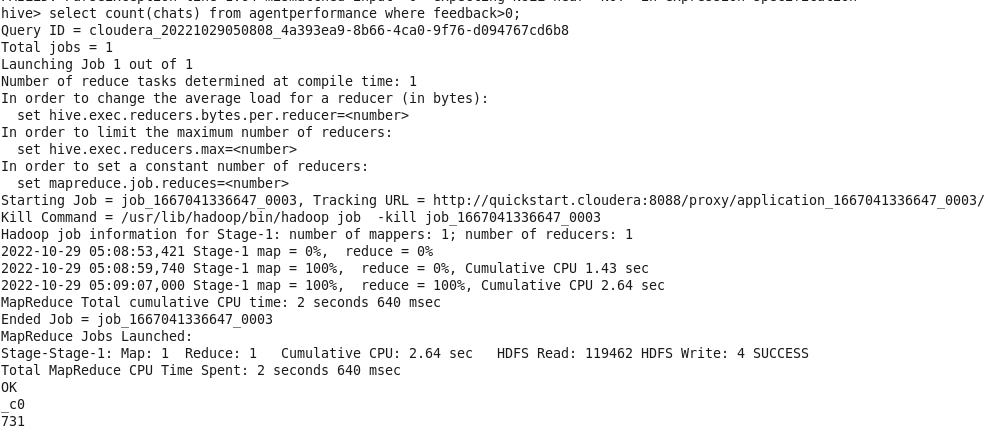 hive> select count(chats) from agentperformance where feedback>0;
Query ID = cloudera_20221029050808_4a393ea9-8b66-4ca0-9f76-d094767cd6b8
Total jobs = 1
Launching Job 1 out of 1
Number of reduce tasks determined at compile time: 1
In order to change the average load for a reducer (in bytes):
  set hive.exec.reducers.bytes.per.reducer=<number>
In order to limit the maximum number of reducers:
  set hive.exec.reducers.max=<number>
In order to set a constant number of reducers:
  set mapreduce.job.reduces=<number>
Starting Job = job_1667041336647_0003, Tracking URL = http://quickstart.cloudera:8088/proxy/application_1667041336647_0003/
Kill Command = /usr/lib/hadoop/bin/hadoop job  -kill job_1667041336647_0003
Hadoop job information for Stage-1: number of mappers: 1; number of reducers: 1
2022-10-29 05:08:53,421 Stage-1 map = 0%,  reduce = 0%
2022-10-29 05:08:59,740 Stage-1 map = 100%,  reduce = 0%, Cumulative CPU 1.43 sec
2022-10-29 05:09:07,000 Stage-1 map = 100%,  reduce = 100%, Cumulative CPU 2.64 sec
MapReduce Total cumulative CPU time: 2 seconds 640 msec
Ended Job = job_1667041336647_0003
MapReduce Jobs Launched:
Stage-Stage-1: Map: 1  Reduce: 1   Cumulative CPU: 2.64 sec   HDFS Read: 119462 HDFS Write: 4 SUCCESS
Total MapReduce CPU Time Spent: 2 seconds 640 msec
OK
_c0
731